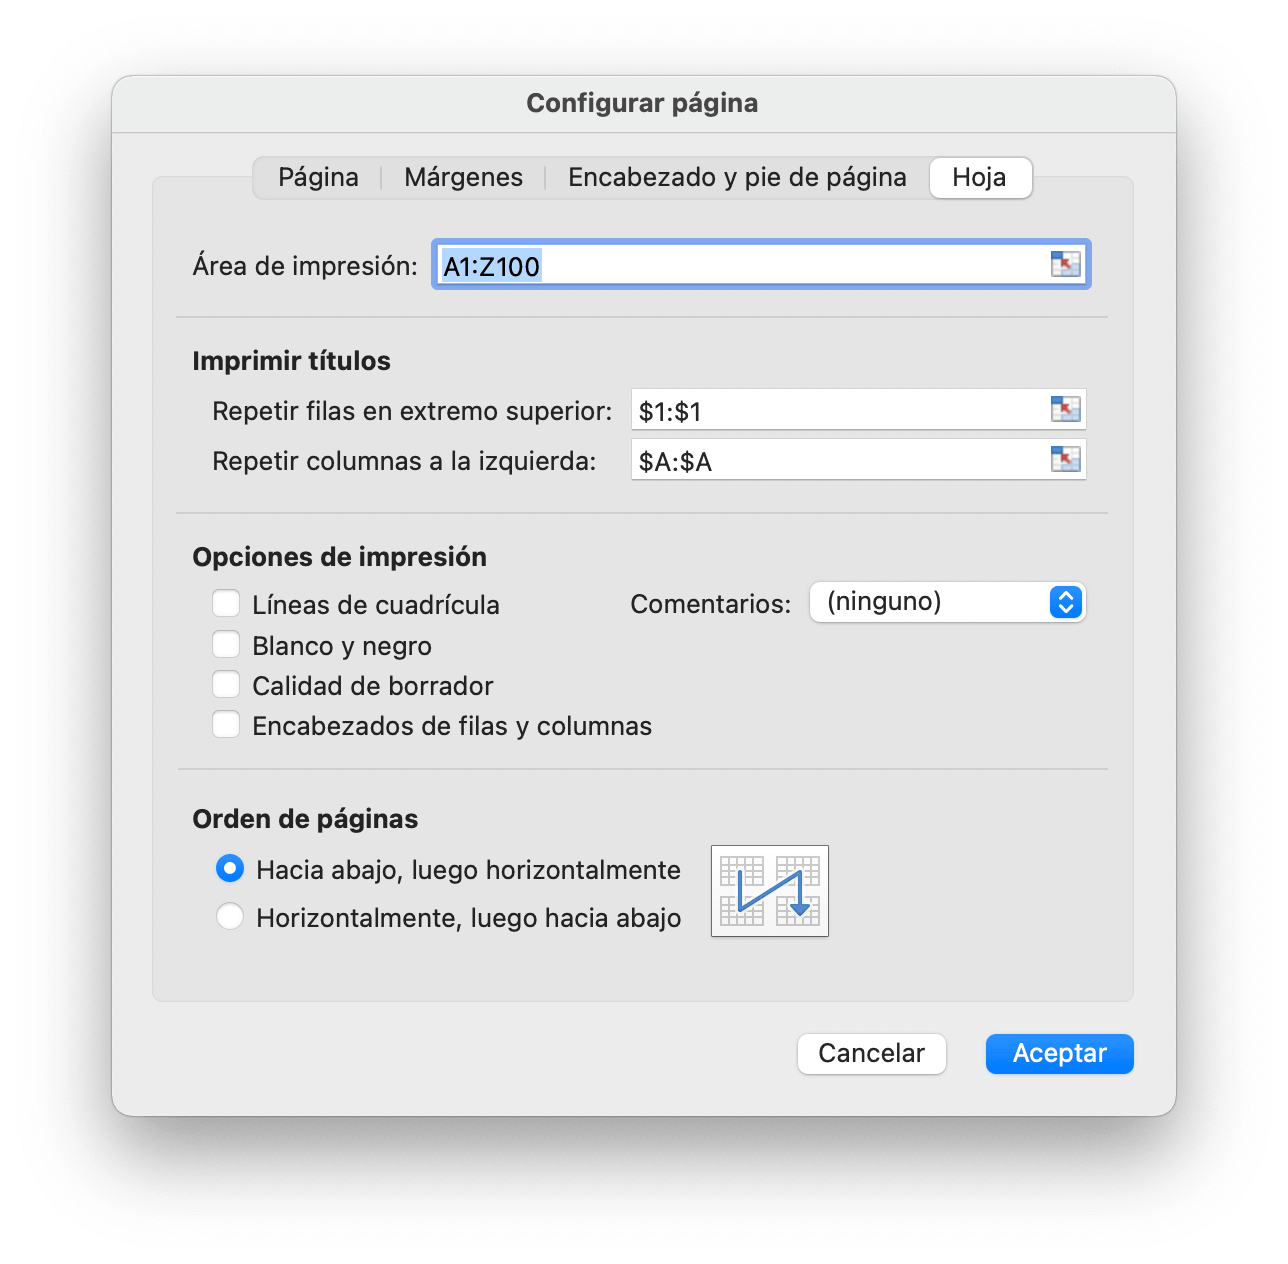 Configurar página
Página Márgenes Encabezado y pie de página Hoja
Área de impresión: A1:Z100
Imprimir títulos
Repetir filas en extremo superior: $1:$1
Repetir columnas a la izquierda: $A:$A
Opciones de impresión
Líneas de cuadrícula Comentarios: (ninguno)
Blanco y negro
Calidad de borrador
Encabezados de filas y columnas
Orden de páginas
Hacia abajo, luego horizontalmente
Horizontalmente, luego hacia abajo
Cancelar Aceptar